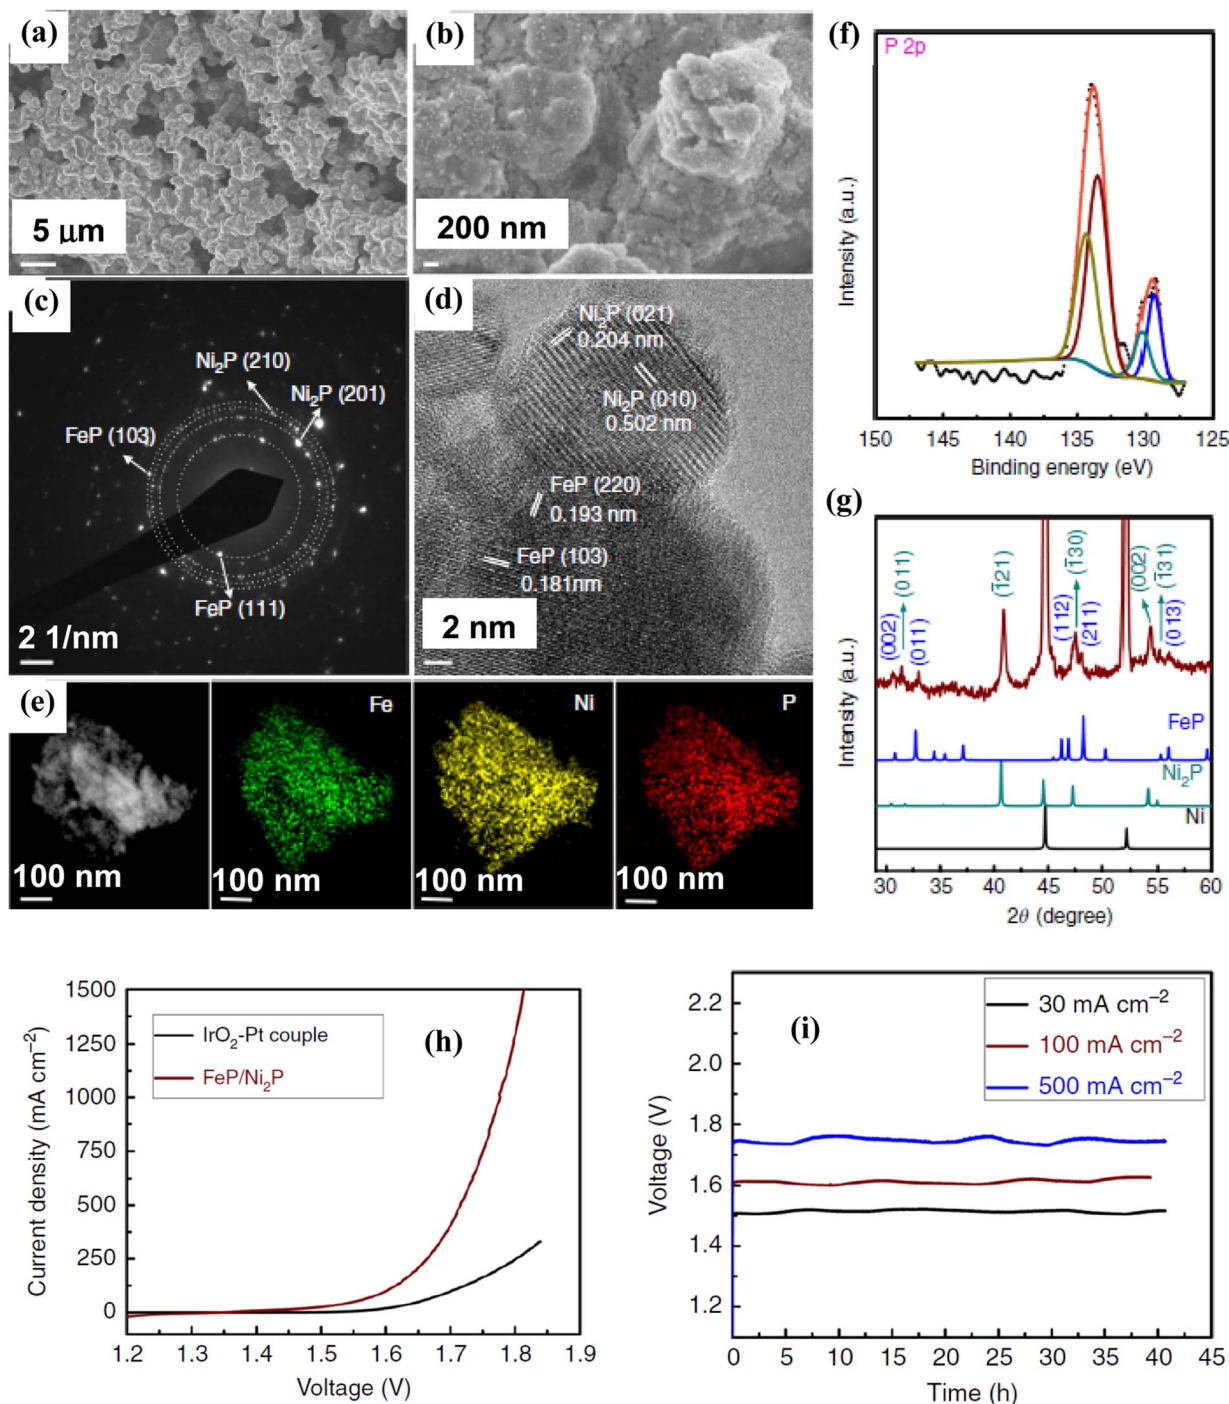 (a)
5 μm
(b)
200 nm
(c)
Ni₂P (210)
Ni₂P (201)
FeP (103)
FeP (111)
2 1/nm
(d)
Ni₂P (021)
0.204 nm
Ni₂P (010)
0.502 nm
FeP (220)
0.193 nm
FeP (103)
0.181nm
2 nm
(e)
100 nm
Fe
100 nm
Ni
100 nm
P
100 nm
(f)
P 2p
Intensity (a.u.)
150 145 140 135 130 125
Binding energy (eV)
(g)
(002)
(011)
(011)
(1̅21)
(112)
(1̅30)
(211)
(002)
(1̅31)
(013)
FeP
Ni₂P
Ni
Intensity (a.u.)
30 35 40 45 50 55 60
2θ (degree)
(h)
IrO₂-Pt couple
FeP/Ni₂P
Current density (mA cm⁻²)
1500
1250
1000
750
500
250
0
1.2 1.3 1.4 1.5 1.6 1.7 1.8 1.9
Voltage (V)
(i)
30 mA cm⁻²
100 mA cm⁻²
500 mA cm⁻²
Voltage (V)
2.2
2.0
1.8
1.6
1.4
1.2
0 5 10 15 20 25 30 35 40 45
Time (h)